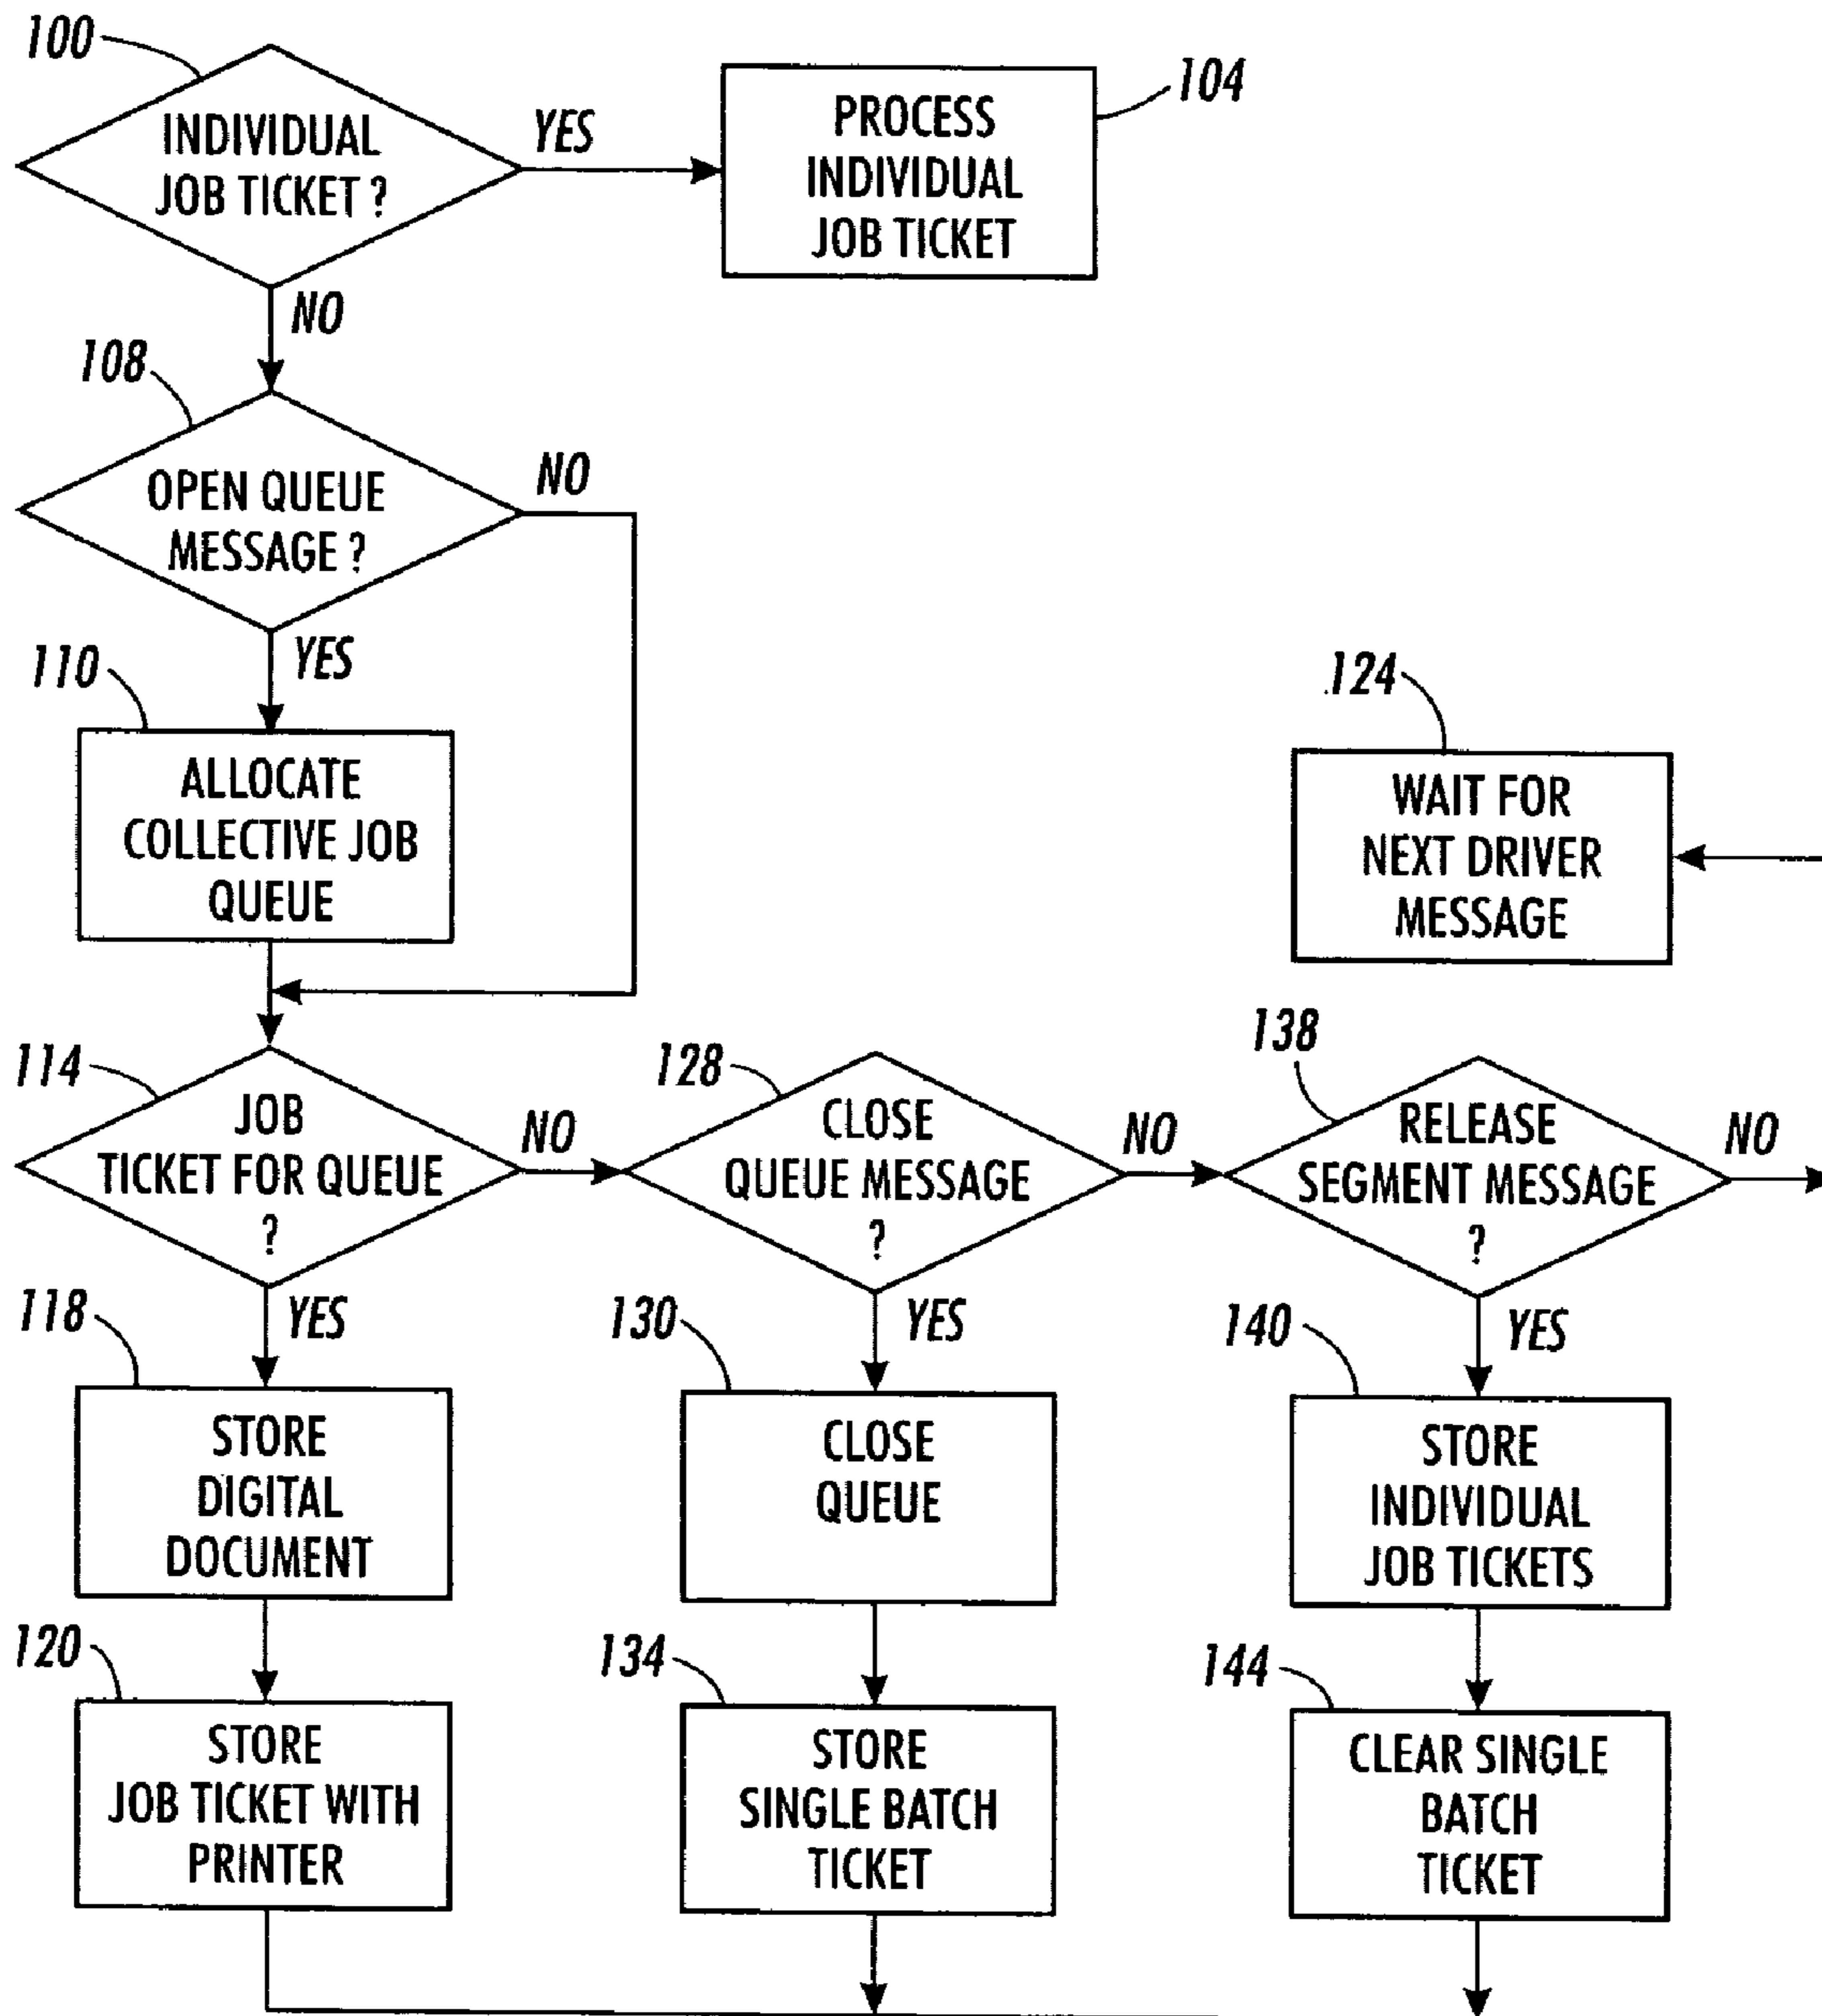 100
INDIVIDUAL
JOB TICKET ?
YES
PROCESS
INDIVIDUAL
JOB TICKET
104
NO
108
OPEN QUEUE
MESSAGE ?
NO
YES
110
ALLOCATE
COLLECTIVE JOB
QUEUE
124
WAIT FOR
NEXT DRIVER
MESSAGE
114
JOB
TICKET FOR QUEUE
?
NO
128
CLOSE
QUEUE MESSAGE
?
NO
138
RELEASE
SEGMENT MESSAGE
?
NO
YES
118
STORE
DIGITAL
DOCUMENT
YES
130
CLOSE
QUEUE
YES
140
STORE
INDIVIDUAL
JOB TICKETS
120
STORE
JOB TICKET WITH
PRINTER
134
STORE
SINGLE BATCH
TICKET
144
CLEAR SINGLE
BATCH
TICKET